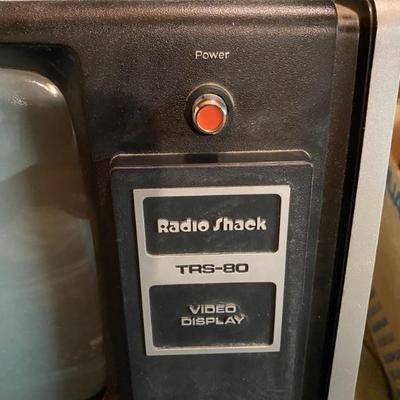 Power
Radio Shack
TRS-80
VIDEO
DISPLAY